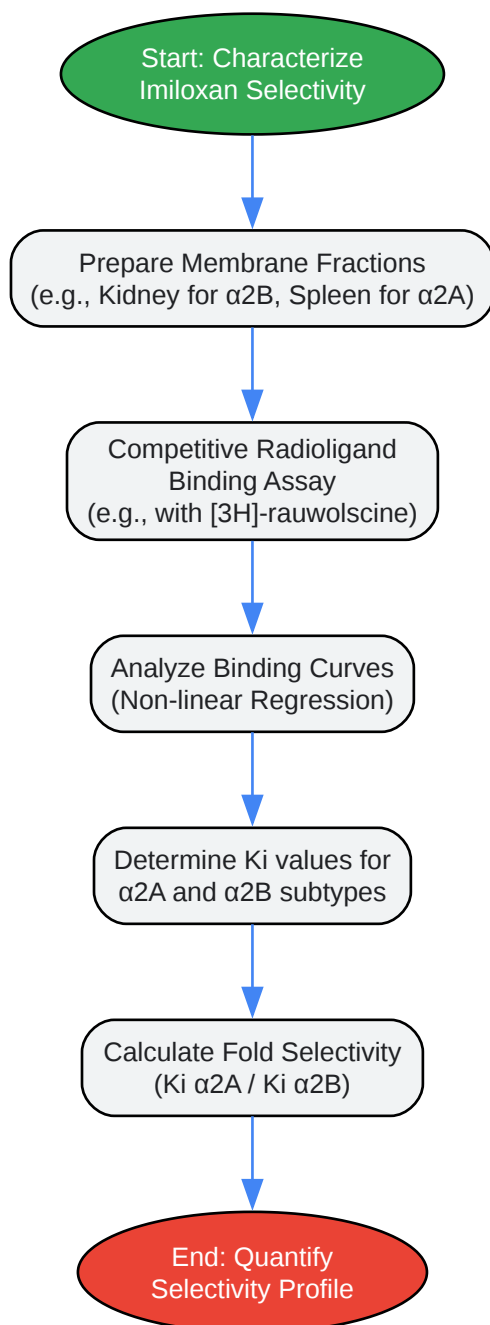 Start: Characterize
Imiloxan Selectivity
Prepare Membrane Fractions
(e.g., Kidney for α2B, Spleen for α2A)
Competitive Radioligand
Binding Assay
(e.g., with [3H]-rauwolscine)
Analyze Binding Curves
(Non-linear Regression)
Determine Ki values for
α2A and α2B subtypes
Calculate Fold Selectivity
(Ki α2A / Ki α2B)
End: Quantify
Selectivity Profile